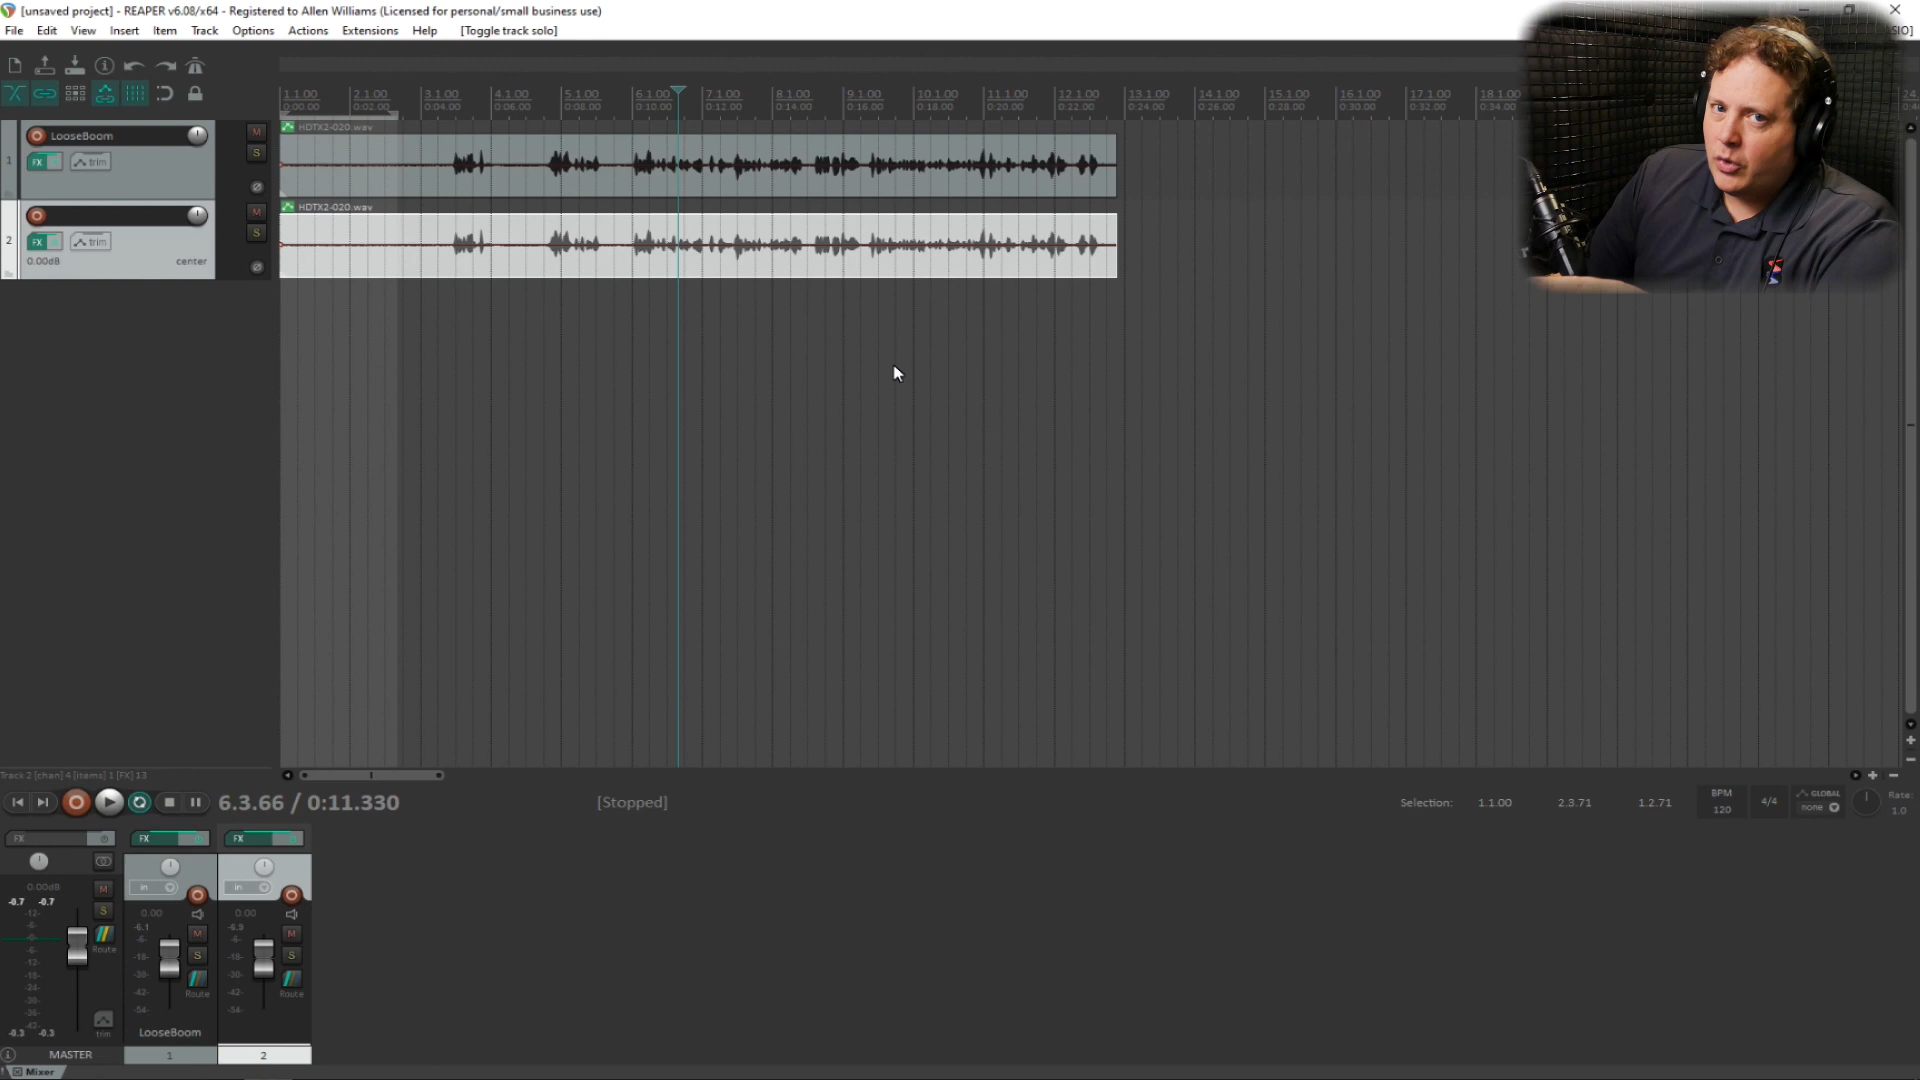 [unsaved project] - REAPER v6.08/x64 - Registered to Allen Williams (Licensed for personal/small business use)
File Edit View Insert Item Track Options Actions Extensions Help [Toggle track solo]
1.1.00 2.1.00 3.1.00 4.1.00 5.1.00 6.1.00 7.1.00 8.1.00 9.1.00 10.1.00 11.1.00 12.1.00 13.1.00 14.1.00 15.1.00 16.1.00 17.1.00 18.1.00
0:00.00 0:02.00 0:04.00 0:06.00 0:08.00 0:10.00 0:12.00 0:14.00 0:16.00 0:18.00 0:20.00 0:22.00 0:24.00 0:26.00 0:28.00 0:30.00 0:32.00 0:34.00
HDTX2-020.wav
LooseBoom M
1 S
FX trim
HDTX2-020.wav
M
2 S
FX trim
0.00dB center
Track 2 [chan] 4 [items] 1 [FX] 13
6.3.66 / 0:11.330 [Stopped] Selection: 1.1.00 2.3.71 1.2.71 BPM 120 4/4 GLOBAL none Rate: 1.0
FX FX FX
in in
0.00dB M 0.00 0.00
-0.7 -0.7 S -6.1 M -6.9 M
-12- -6- -6-
-6- Route -18- S -18- S
-0- -30- -30-
-6- -42- Route -42- Route
-12- -54- -54-
-18-
-24-
-30-
-36-
-42- trim
-0.3 -0.3 LooseBoom
MASTER 1 2
Mixer